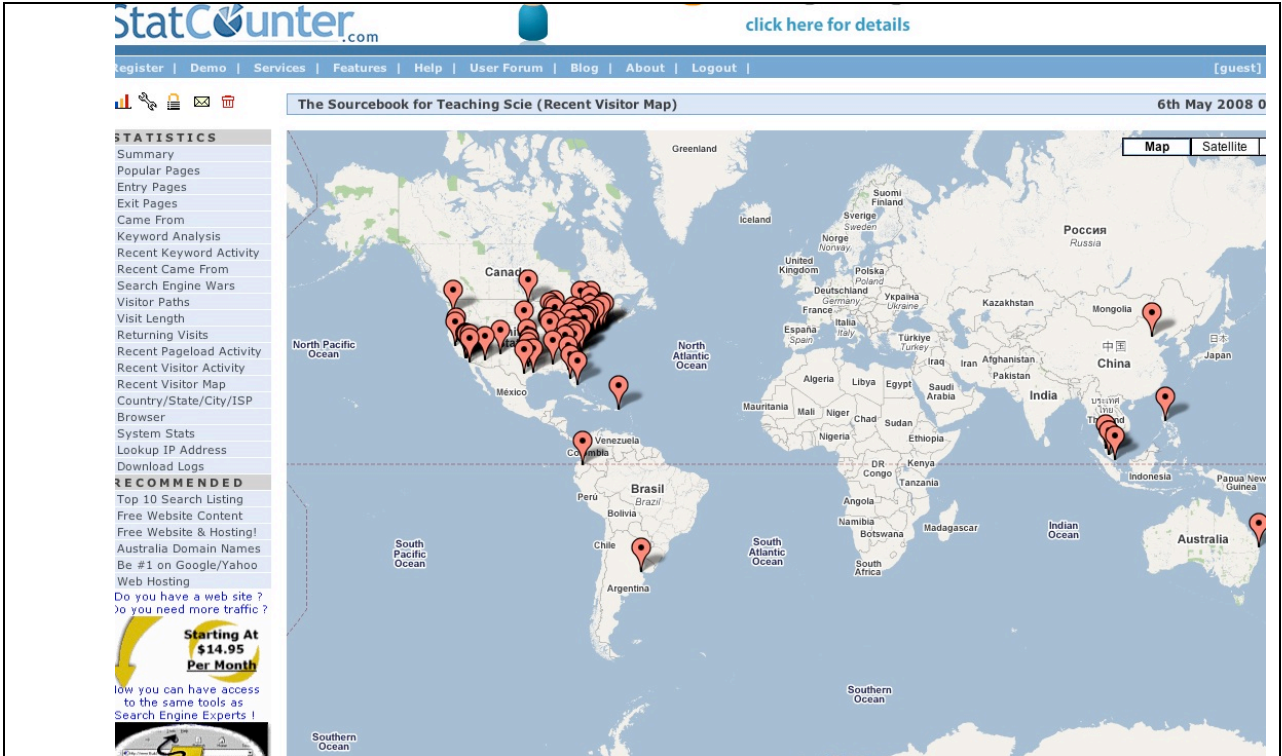 StatCounter.com
click here for details
Register | Demo | Services | Features | Help | User Forum | Blog | About | Logout | [guest]
The Sourcebook for Teaching Scie (Recent Visitor Map) 6th May 2008 0
STATISTICS
Summary
Popular Pages
Entry Pages
Exit Pages
Came From
Keyword Analysis
Recent Keyword Activity
Recent Came From
Search Engine Wars
Visitor Paths
Visit Length
Returning Visits
Recent Pageload Activity
Recent Visitor Activity
Recent Visitor Map
Country/State/City/ISP
Browser
System Stats
Lookup IP Address
Download Logs
RECOMMENDED
Top 10 Search Listing
Free Website Content
Free Website & Hosting!
Australia Domain Names
Be #1 on Google/Yahoo
Web Hosting
Do you have a web site ?
Do you need more traffic ?
Starting At
$14.95
Per Month
Now you can have access
to the same tools as
Search Engine Experts !
Map Satellite
Greenland
Iceland
Suomi
Finland
Sverige
Sweden
Norge
Norway
Россия
Russia
United
Kingdom
Polska
Poland
Deutschland
Germany
Україна
Ukraine
France
Kazakhstan
Mongolia
Italia
Italy
España
Spain
Türkiye
Turkey
中国
China
日本
Japan
Canad
North Pacific
Ocean
North
Atlantic
Ocean
Iraq
Iran
Afghanistan
Pakistan
Algeria
Libya
Egypt
Saudi
Arabia
India
México
Mauritania
Mali
Niger
Chad
Sudan
Nigeria
Ethiopia
Venezuela
DR
Congo
Kenya
Tanzania
Indonesia
Papua New
Guinea
Perú
Brasil
Brazil
Bolivia
Angola
Namibia
Botswana
Madagascar
South
Africa
Chile
Argentina
South
Pacific
Ocean
South
Atlantic
Ocean
Indian
Ocean
Australia
Southern
Ocean
Southern
Ocean